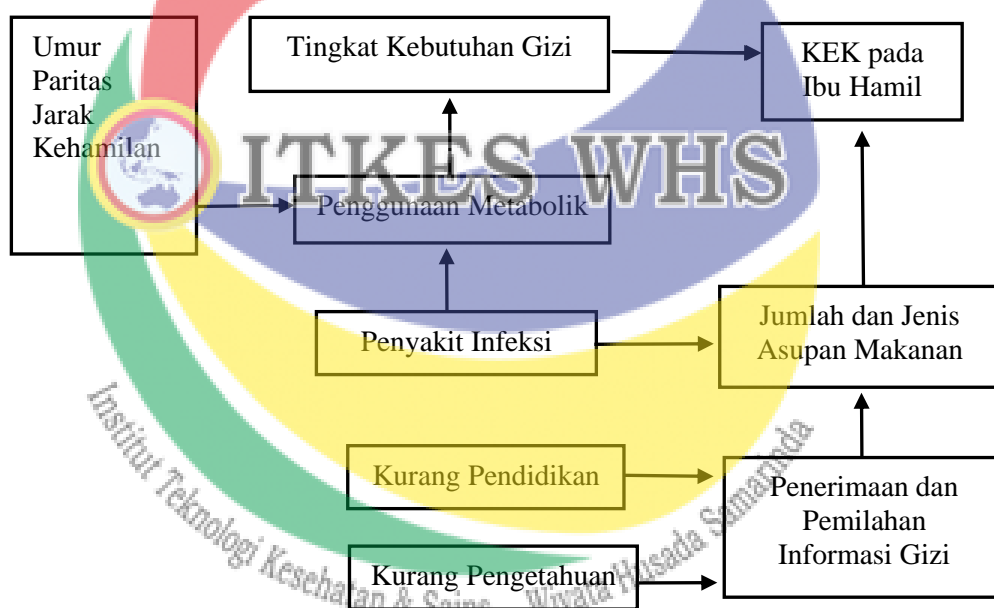 Umur
Paritas
Jarak
Kehamilan
Tingkat Kebutuhan Gizi
KEK pada
Ibu Hamil
ITKES WHS
Penggunaan Metabolik
Penyakit Infeksi
Jumlah dan Jenis
Asupan Makanan
Kurang Pendidikan
Penerimaan dan
Pemilahan
Informasi Gizi
Kurang Pengetahuan
Institut Teknologi Kesehatan & Sains Wiyata Husada Samarinda